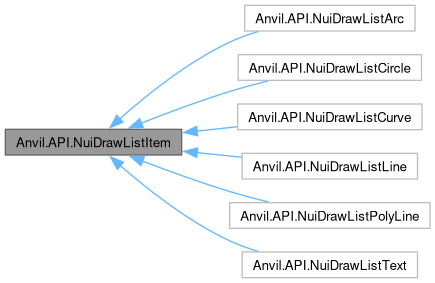 Anvil.API.NuiDrawListItem
Anvil.API.NuiDrawListArc
Anvil.API.NuiDrawListCircle
Anvil.API.NuiDrawListCurve
Anvil.API.NuiDrawListLine
Anvil.API.NuiDrawListPolyLine
Anvil.API.NuiDrawListText